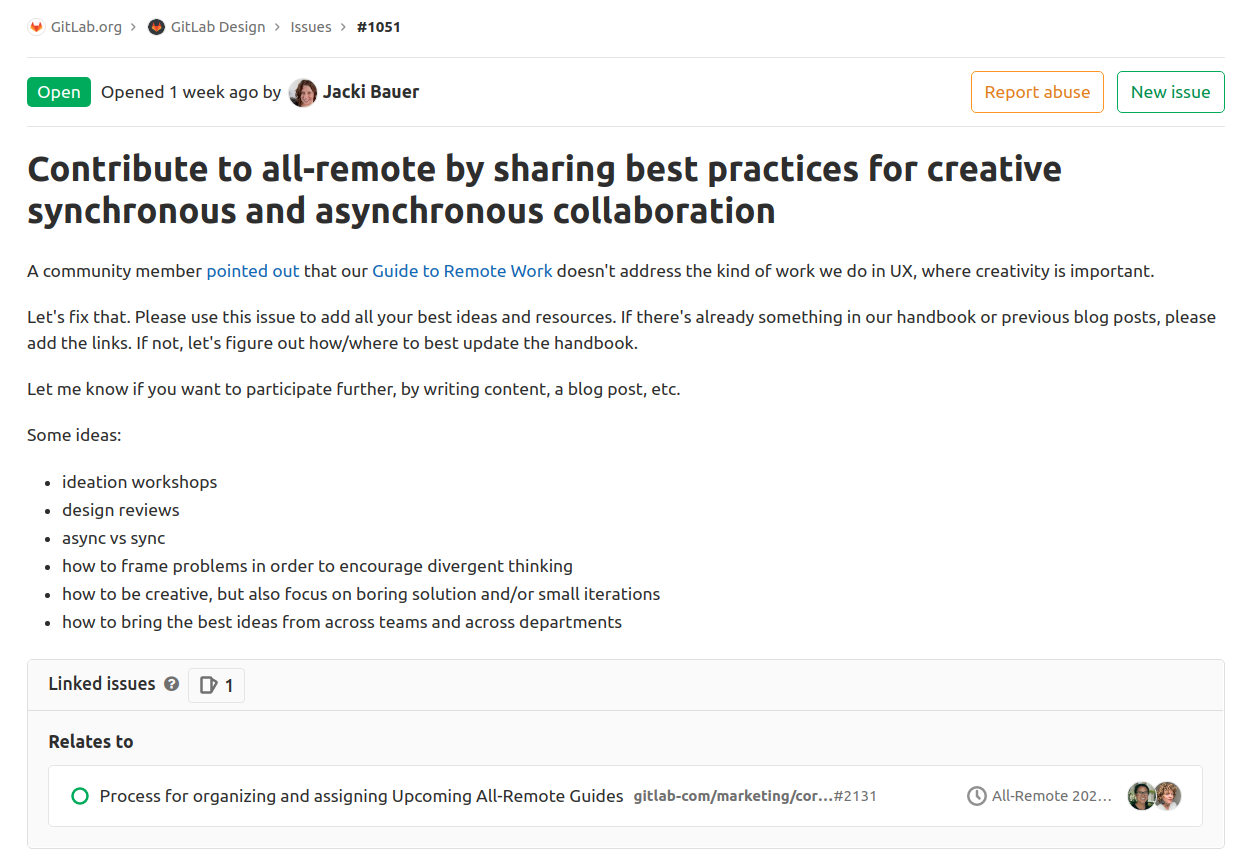 GitLab.org › GitLab Design › Issues › #1051
Open Opened 1 week ago by Jacki Bauer Report abuse New issue
Contribute to all-remote by sharing best practices for creative
synchronous and asynchronous collaboration
A community member pointed out that our Guide to Remote Work doesn't address the kind of work we do in UX, where creativity is important.
Let's fix that. Please use this issue to add all your best ideas and resources. If there's already something in our handbook or previous blog posts, please
add the links. If not, let's figure out how/where to best update the handbook.
Let me know if you want to participate further, by writing content, a blog post, etc.
Some ideas:
• ideation workshops
• design reviews
• async vs sync
• how to frame problems in order to encourage divergent thinking
• how to be creative, but also focus on boring solution and/or small iterations
• how to bring the best ideas from across teams and across departments
Linked issues ? 1
Relates to
Process for organizing and assigning Upcoming All-Remote Guides gitlab-com/marketing/cor...#2131 All-Remote 202...